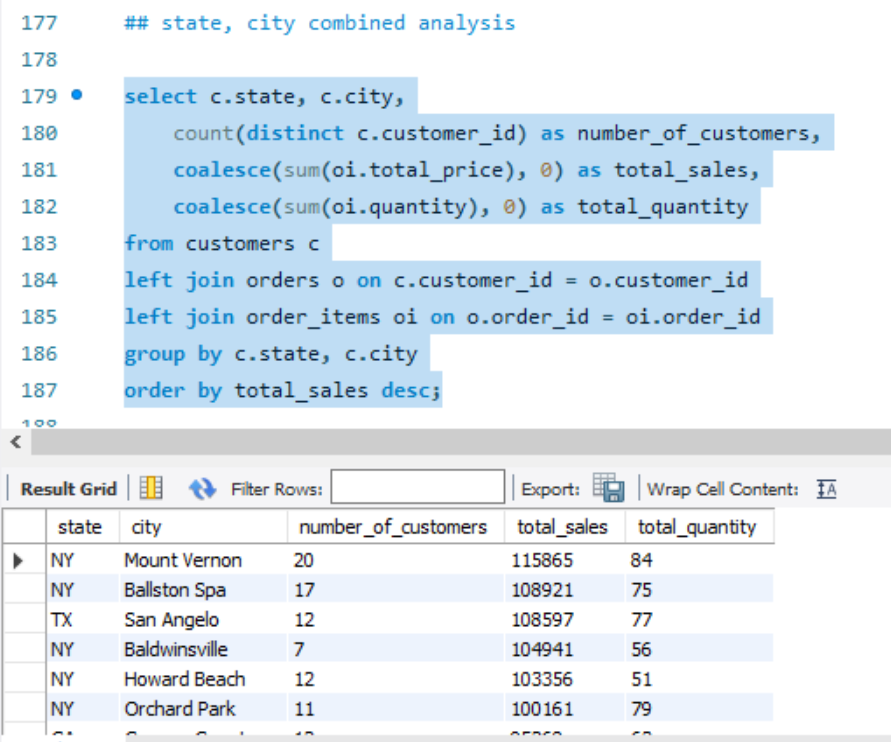 177 ## state, city combined analysis
178
179 select c.state, c.city,
180 count(distinct c.customer_id) as number_of_customers,
181 coalesce(sum(oi.total_price), 0) as total_sales,
182 coalesce(sum(oi.quantity), 0) as total_quantity
183 from customers c
184 left join orders o on c.customer_id = o.customer_id
185 left join order_items oi on o.order_id = oi.order_id
186 group by c.state, c.city
187 order by total_sales desc;
188
Result Grid Filter Rows: Export: Wrap Cell Content: IA
state city number_of_customers total_sales total_quantity
NY Mount Vernon 20 115865 84
NY Ballston Spa 17 108921 75
TX San Angelo 12 108597 77
NY Baldwinsville 7 104941 56
NY Howard Beach 12 103356 51
NY Orchard Park 11 100161 79